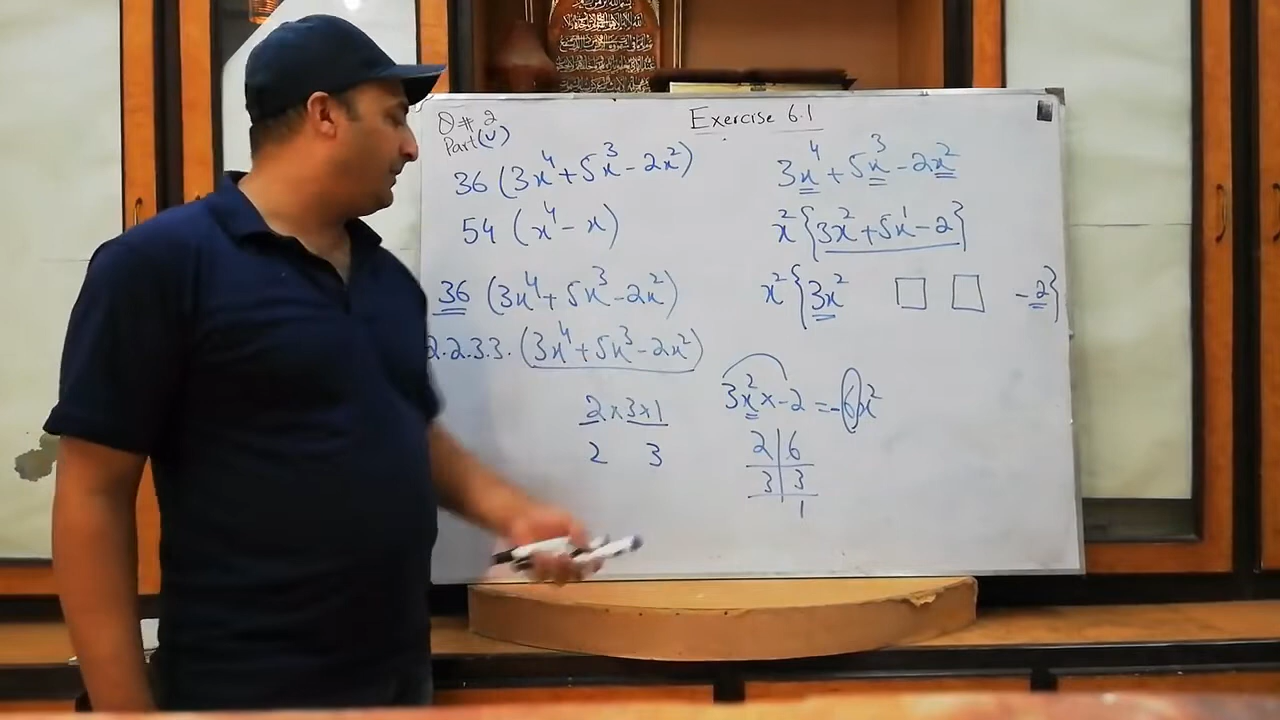 Exercise 6.1
Q# 2
Part (v)
36 (3x⁴ + 5x³ - 2x²)
54 (x⁴ - x)
36 (3x⁴ + 5x³ - 2x²)
2.2.3.3. (3x⁴ + 5x³ - 2x²)
2 x 3 x 1
2 3
3x⁴ + 5x³ - 2x²
x² {3x² + 5x¹ - 2}
x² {3x² □ □ - 2}
3x² x -2 = -6x²
2 | 6
3 | 3
1